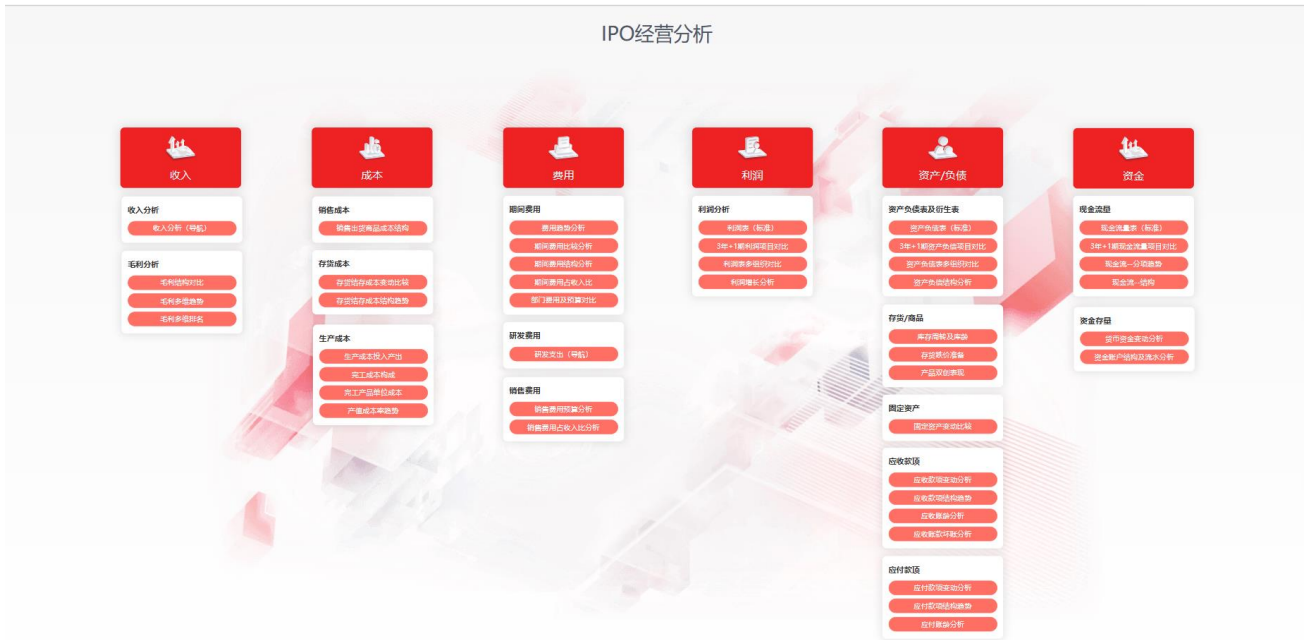 IPO经营分析
收入
收入分析
收入分析（导航）
毛利分析
毛利结构对比
毛利多维趋势
毛利多维排名
成本
销售成本
销售出货商品成本结构
存货成本
存货结存成本变动比较
存货结存成本结构趋势
生产成本
生产成本投入产出
完工成本构成
完工产品单位成本
产值成本率趋势
费用
期间费用
费用趋势分析
期间费用比较分析
期间费用结构分析
期间费用占收入比
部门费用及预算对比
研发费用
研发支出（导航）
销售费用
销售费用预算分析
销售费用占收入比分析
利润
利润分析
利润表（标准）
3年+1期利润项目对比
利润表多组织对比
利润增长分析
资产/负债
资产负债表及衍生表
资产负债表（标准）
3年+1期资产负债项目对比
资产负债表多组织对比
资产负债结构分析
存货/商品
库存周转及库龄
存货跌价准备
产品双创表现
固定资产
固定资产变动比较
应收款项
应收款项变动分析
应收款项结构趋势
应收账龄分析
应收账款坏账分析
应付款项
应付款项变动分析
应付款项结构趋势
应付账龄分析
资金
现金流量
现金流量表（标准）
3年+1期现金流量项目对比
现金流--分项趋势
现金流--结构
资金存量
货币资金变动分析
资金账户结构及流水分析